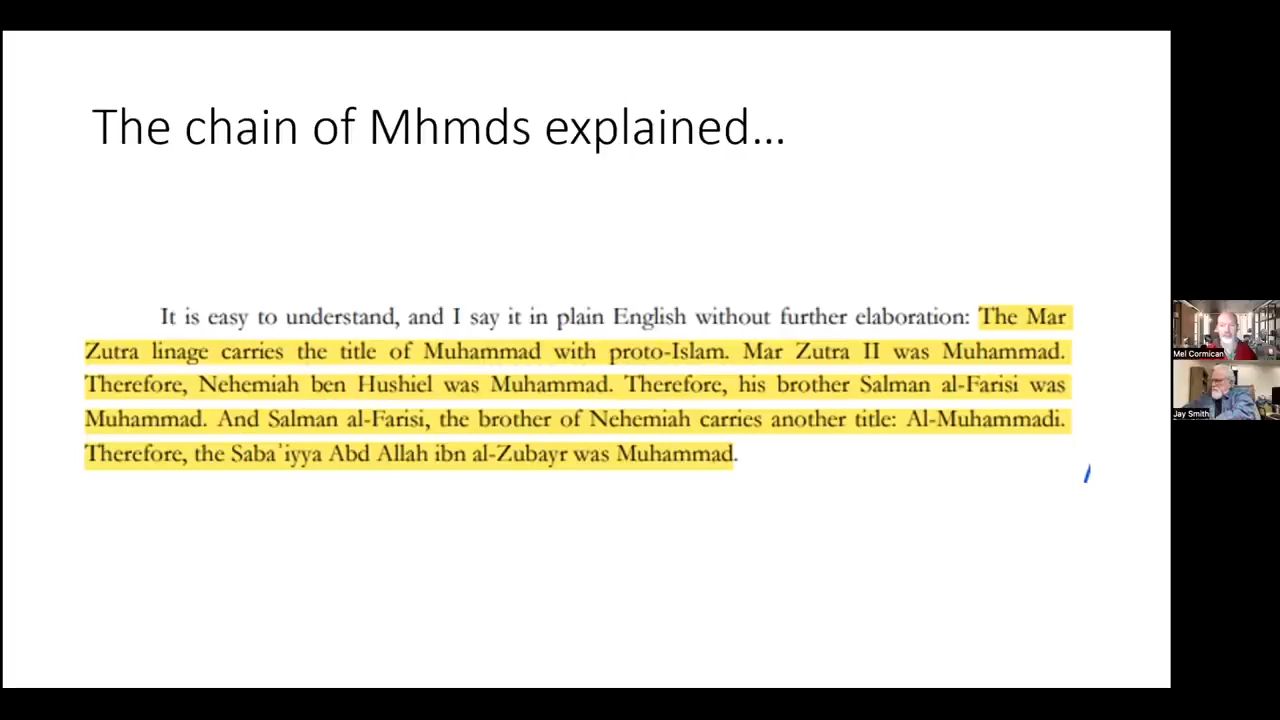 The chain of Mhmds explained...
It is easy to understand, and I say it in plain English without further elaboration: The Mar
Zutra linage carries the title of Muhammad with proto-Islam. Mar Zutra II was Muhammad.
Therefore, Nehemiah ben Hushiel was Muhammad. Therefore, his brother Salman al-Farisi was
Muhammad. And Salman al-Farisi, the brother of Nehemiah carries another title: Al-Muhammadi.
Therefore, the Sabaʾiyya Abd Allah ibn al-Zubayr was Muhammad.
Mel Cormican
Jay Smith